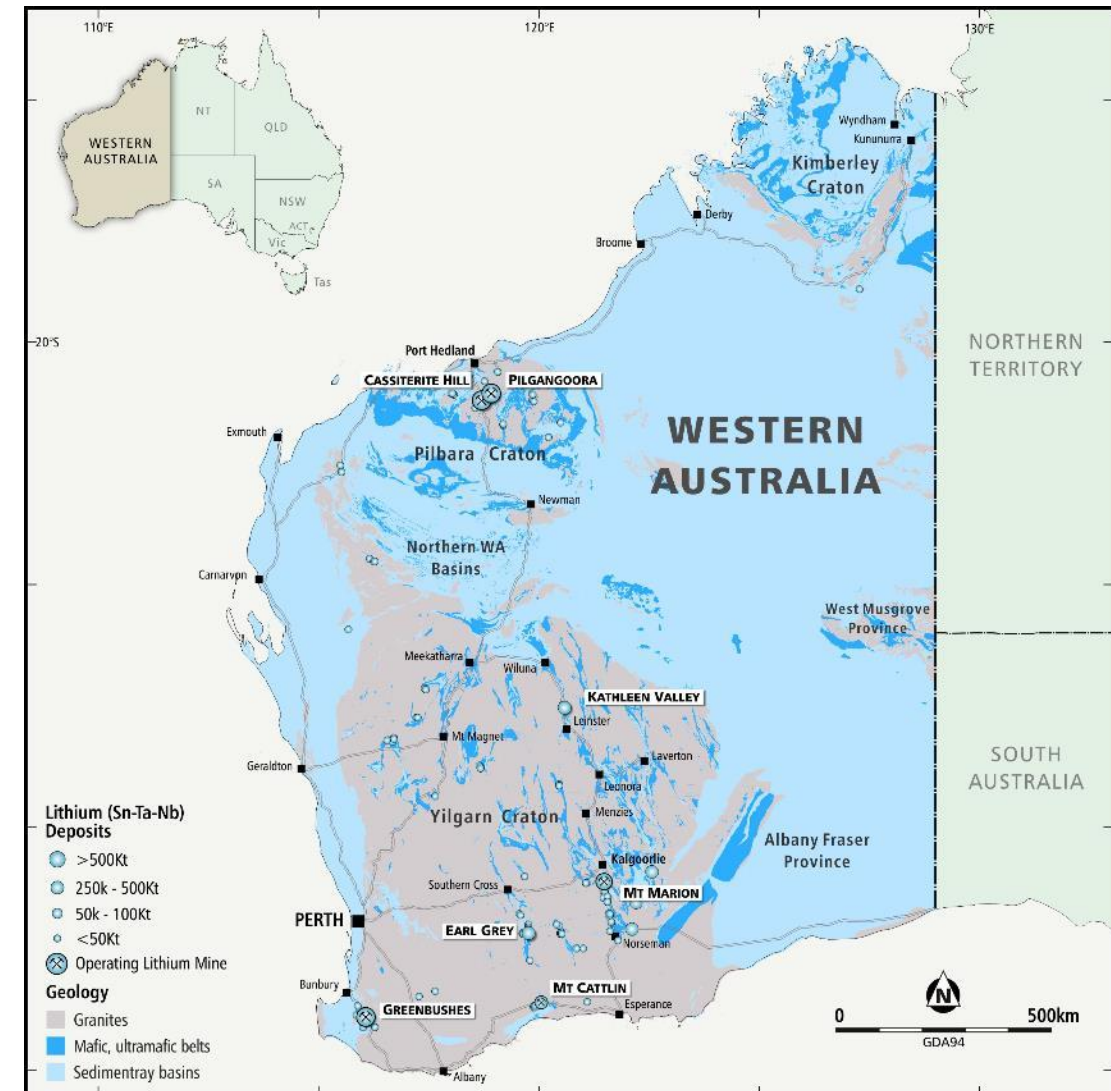 110°E
120°E
130°E
NT
QLD
WESTERN
AUSTRALIA
SA
NSW
ACT
Vic
Tas
Wyndham
Kununurra
Kimberley
Craton
Derby
Broome
20°S
NORTHERN
TERRITORY
Port Hedland
CASSITERITE HILL
PILGANGOORA
WESTERN
AUSTRALIA
Exmouth
Pilbara Craton
Newman
Northern WA
Basins
Carnarvon
West Musgrove
Province
Meekatharra
Wiluna
KATHLEEN VALLEY
Leinster
Mt Magnet
Laverton
Geraldton
Leonora
SOUTH
AUSTRALIA
Menzies
Yilgarn Craton
Albany Fraser
Province
Kalgoorlie
Southern Cross
MT MARION
PERTH
EARL GREY
Norseman
Bunbury
MT CATTLIN
GREENBUSHES
Esperance
Albany
Lithium (Sn-Ta-Nb)
Deposits
>500Kt
250k - 500Kt
50k - 100Kt
<50Kt
Operating Lithium Mine
Geology
Granites
Mafic, ultramafic belts
Sedimentray basins
N
0 500km
GDA94